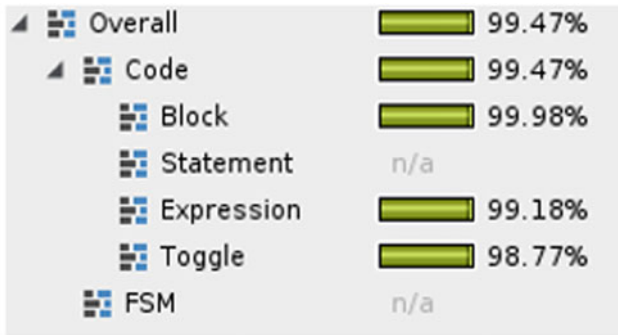 Overall 99.47%
Code 99.47%
Block 99.98%
Statement n/a
Expression 99.18%
Toggle 98.77%
FSM n/a